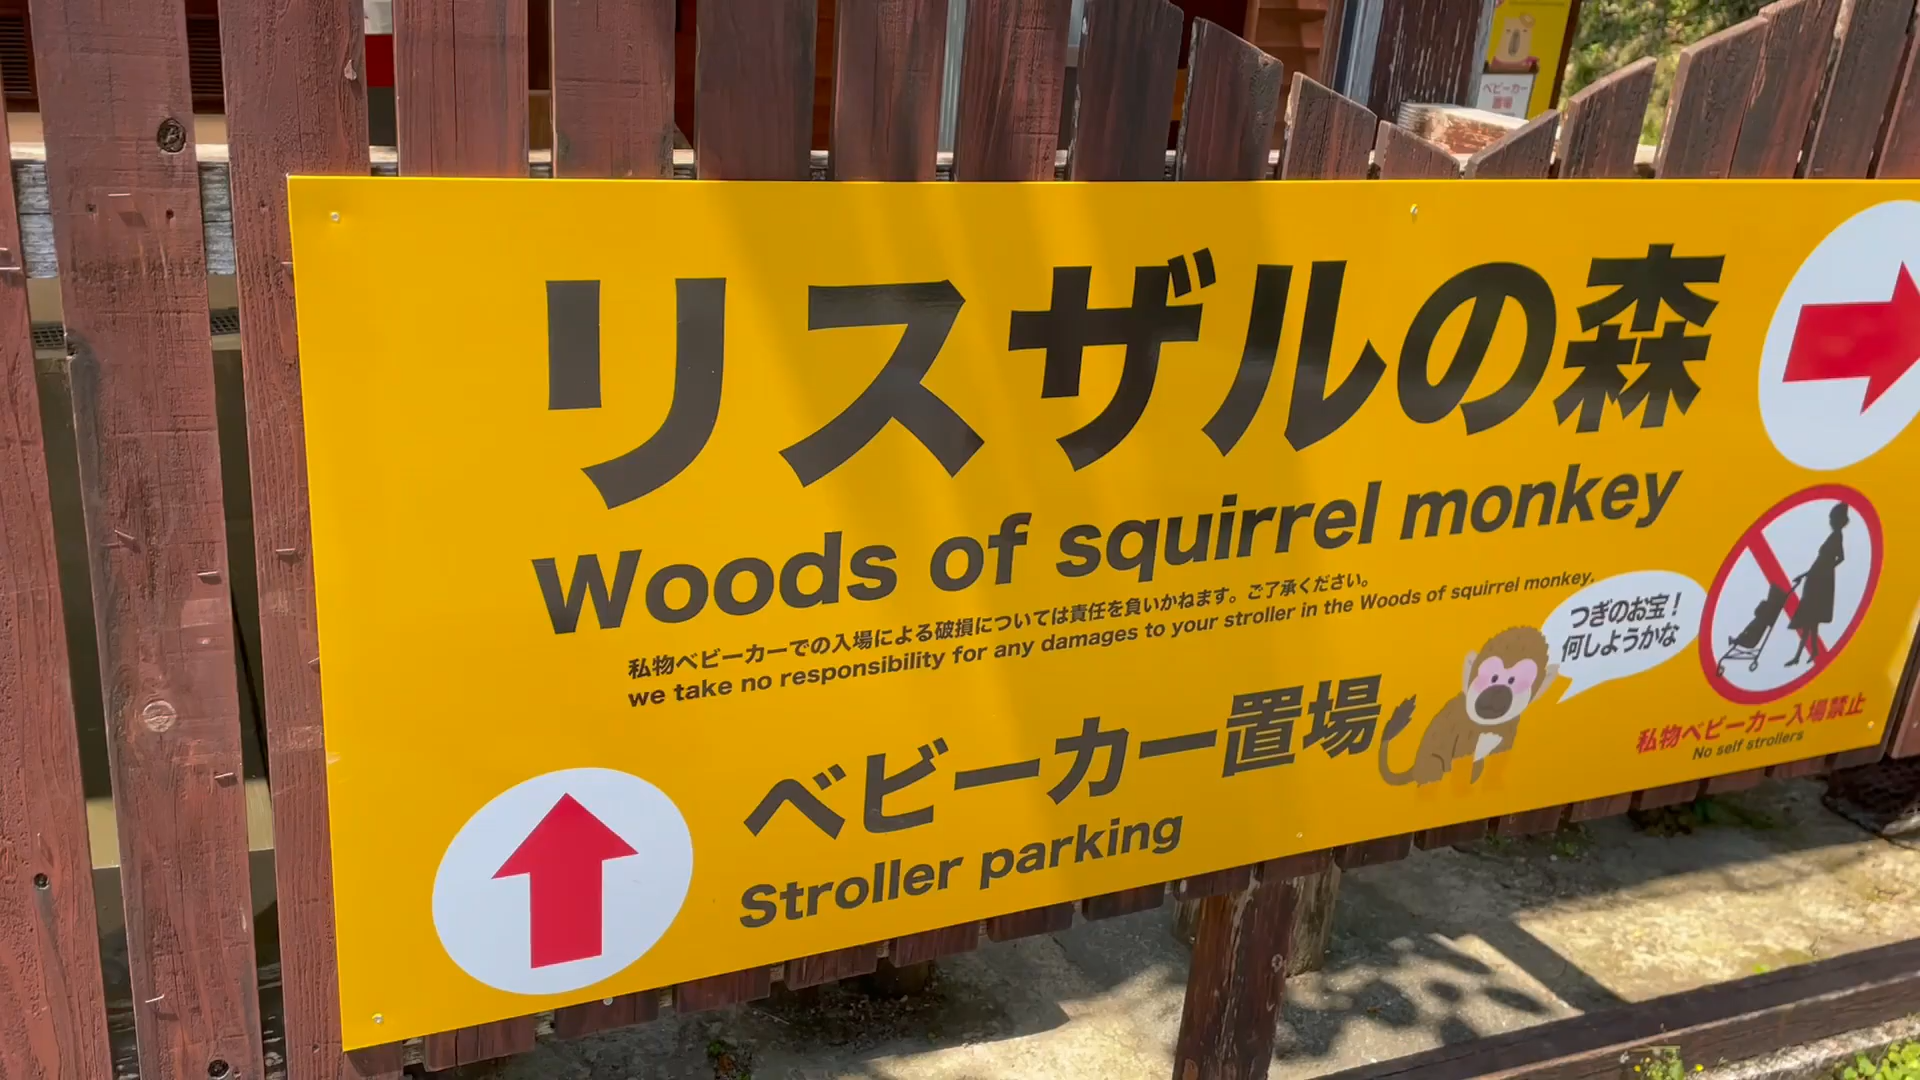 ベビーカー
置場
リスザルの森
Woods of squirrel monkey
私物ベビーカーでの入場による破損については責任を負いかねます。ご了承ください。
we take no responsibility for any damages to your stroller in the Woods of squirrel monkey.
つぎのお宝！
何しようかな
ベビーカー置場
Stroller parking
私物ベビーカー入場禁止
No self strollers